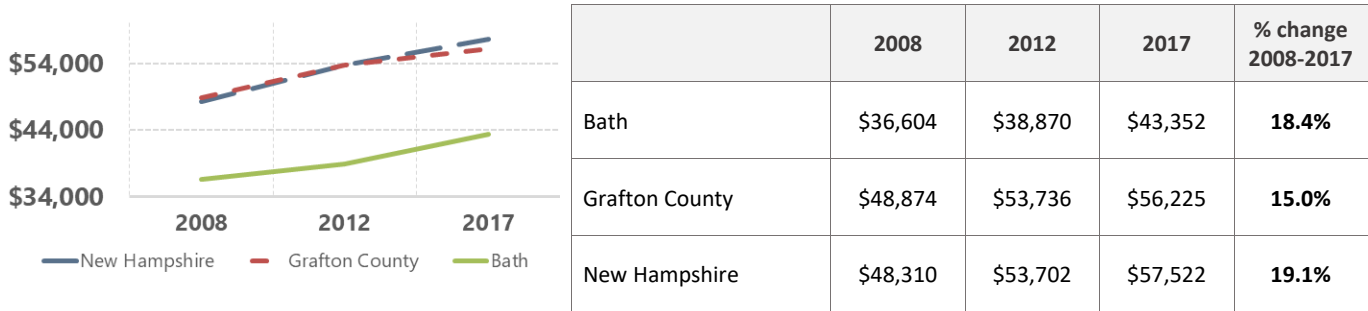 $54,000
$44,000
$34,000
2008 2012 2017
New Hampshire Grafton County Bath
2008 2012 2017 % change
2008-2017
Bath $36,604 $38,870 $43,352 18.4%
Grafton County $48,874 $53,736 $56,225 15.0%
New Hampshire $48,310 $53,702 $57,522 19.1%